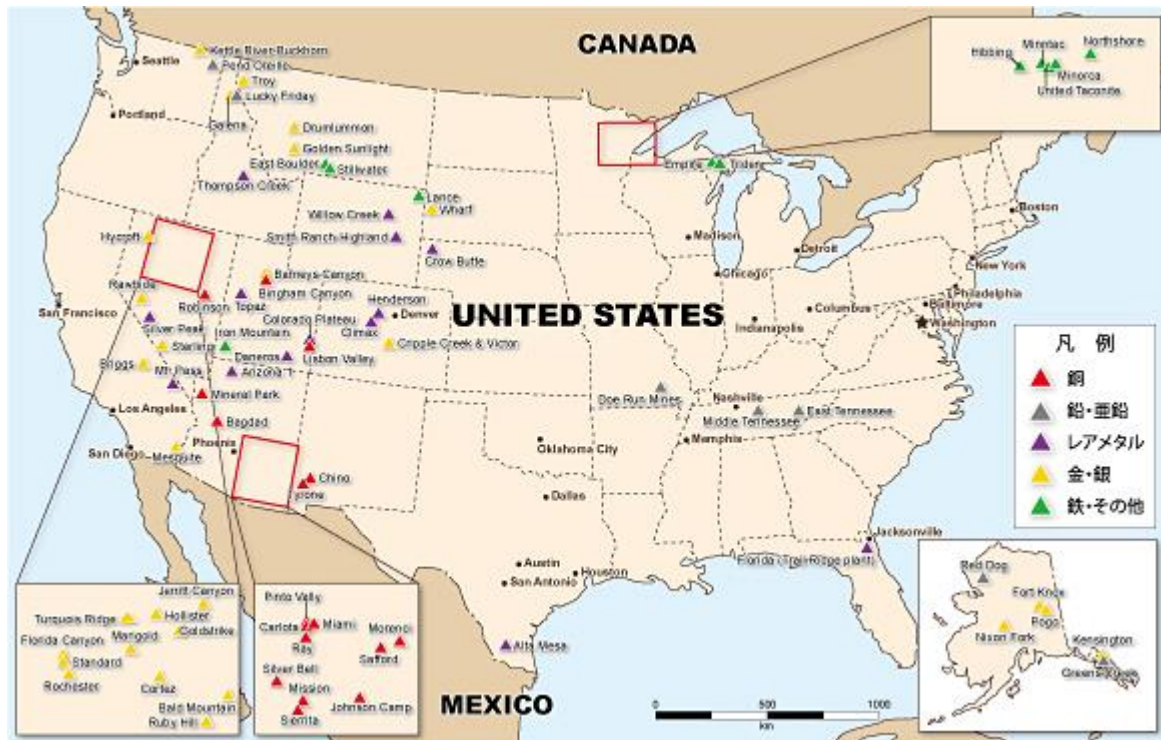 CANADA
Kettle River-Buckhorn
Seattle
Pend Oreille
Troy
Lucky Friday
Galena
Portland
Drumlummon
Golden Sunlight
East Boulder
Stillwater
Thompson Creek
Lance
Wharf
Willow Creek
Smith Ranch Highland
Crow Butte
Hycroft
Rawhide
San Francisco
Robinson
Silver Peak
Topaz
Barneys Canyon
Bingham Canyon
Colorado Plateau
Henderson
Denver
Climax
Iron Mountain
Sterling
Daneros
Lisbon Valley
Cripple Creek & Victor
Briggs
Mt Pass
Arizona 1
Los Angeles
Mineral Park
Bagdad
San Diego
Phoenix
Mesquite
Chino
Tyrone
UNITED STATES
Hibbing
Minntac
Northshore
Minorca
United Taconite
Empire
Tilden
Madison
Detroit
Chicago
Boston
New York
Philadelphia
Baltimore
Washington
Columbus
Indianapolis
Doe Run Mines
Nashville
Middle Tennessee
East Tennessee
Memphis
Oklahoma City
Dallas
Austin
Houston
San Antonio
Alta Mesa
Jacksonville
Florida (Trail Ridge plant)
凡 例
銅
鉛・亜鉛
レアメタル
金・銀
鉄・その他
Jerritt Canyon
Turquois Ridge
Hollister
Goldstrike
Florida Canyon
Marigold
Standard
Rochester
Cortez
Bald Mountain
Ruby Hill
Pinto Vally
Carlota
Miami
Ray
Morenci
Safford
Silver Bell
Mission
Sierrita
Johnson Camp
MEXICO
0 500 1000
km
Red Dog
Fort Knox
Pogo
Nixon Fork
Kensington
Greens Creek